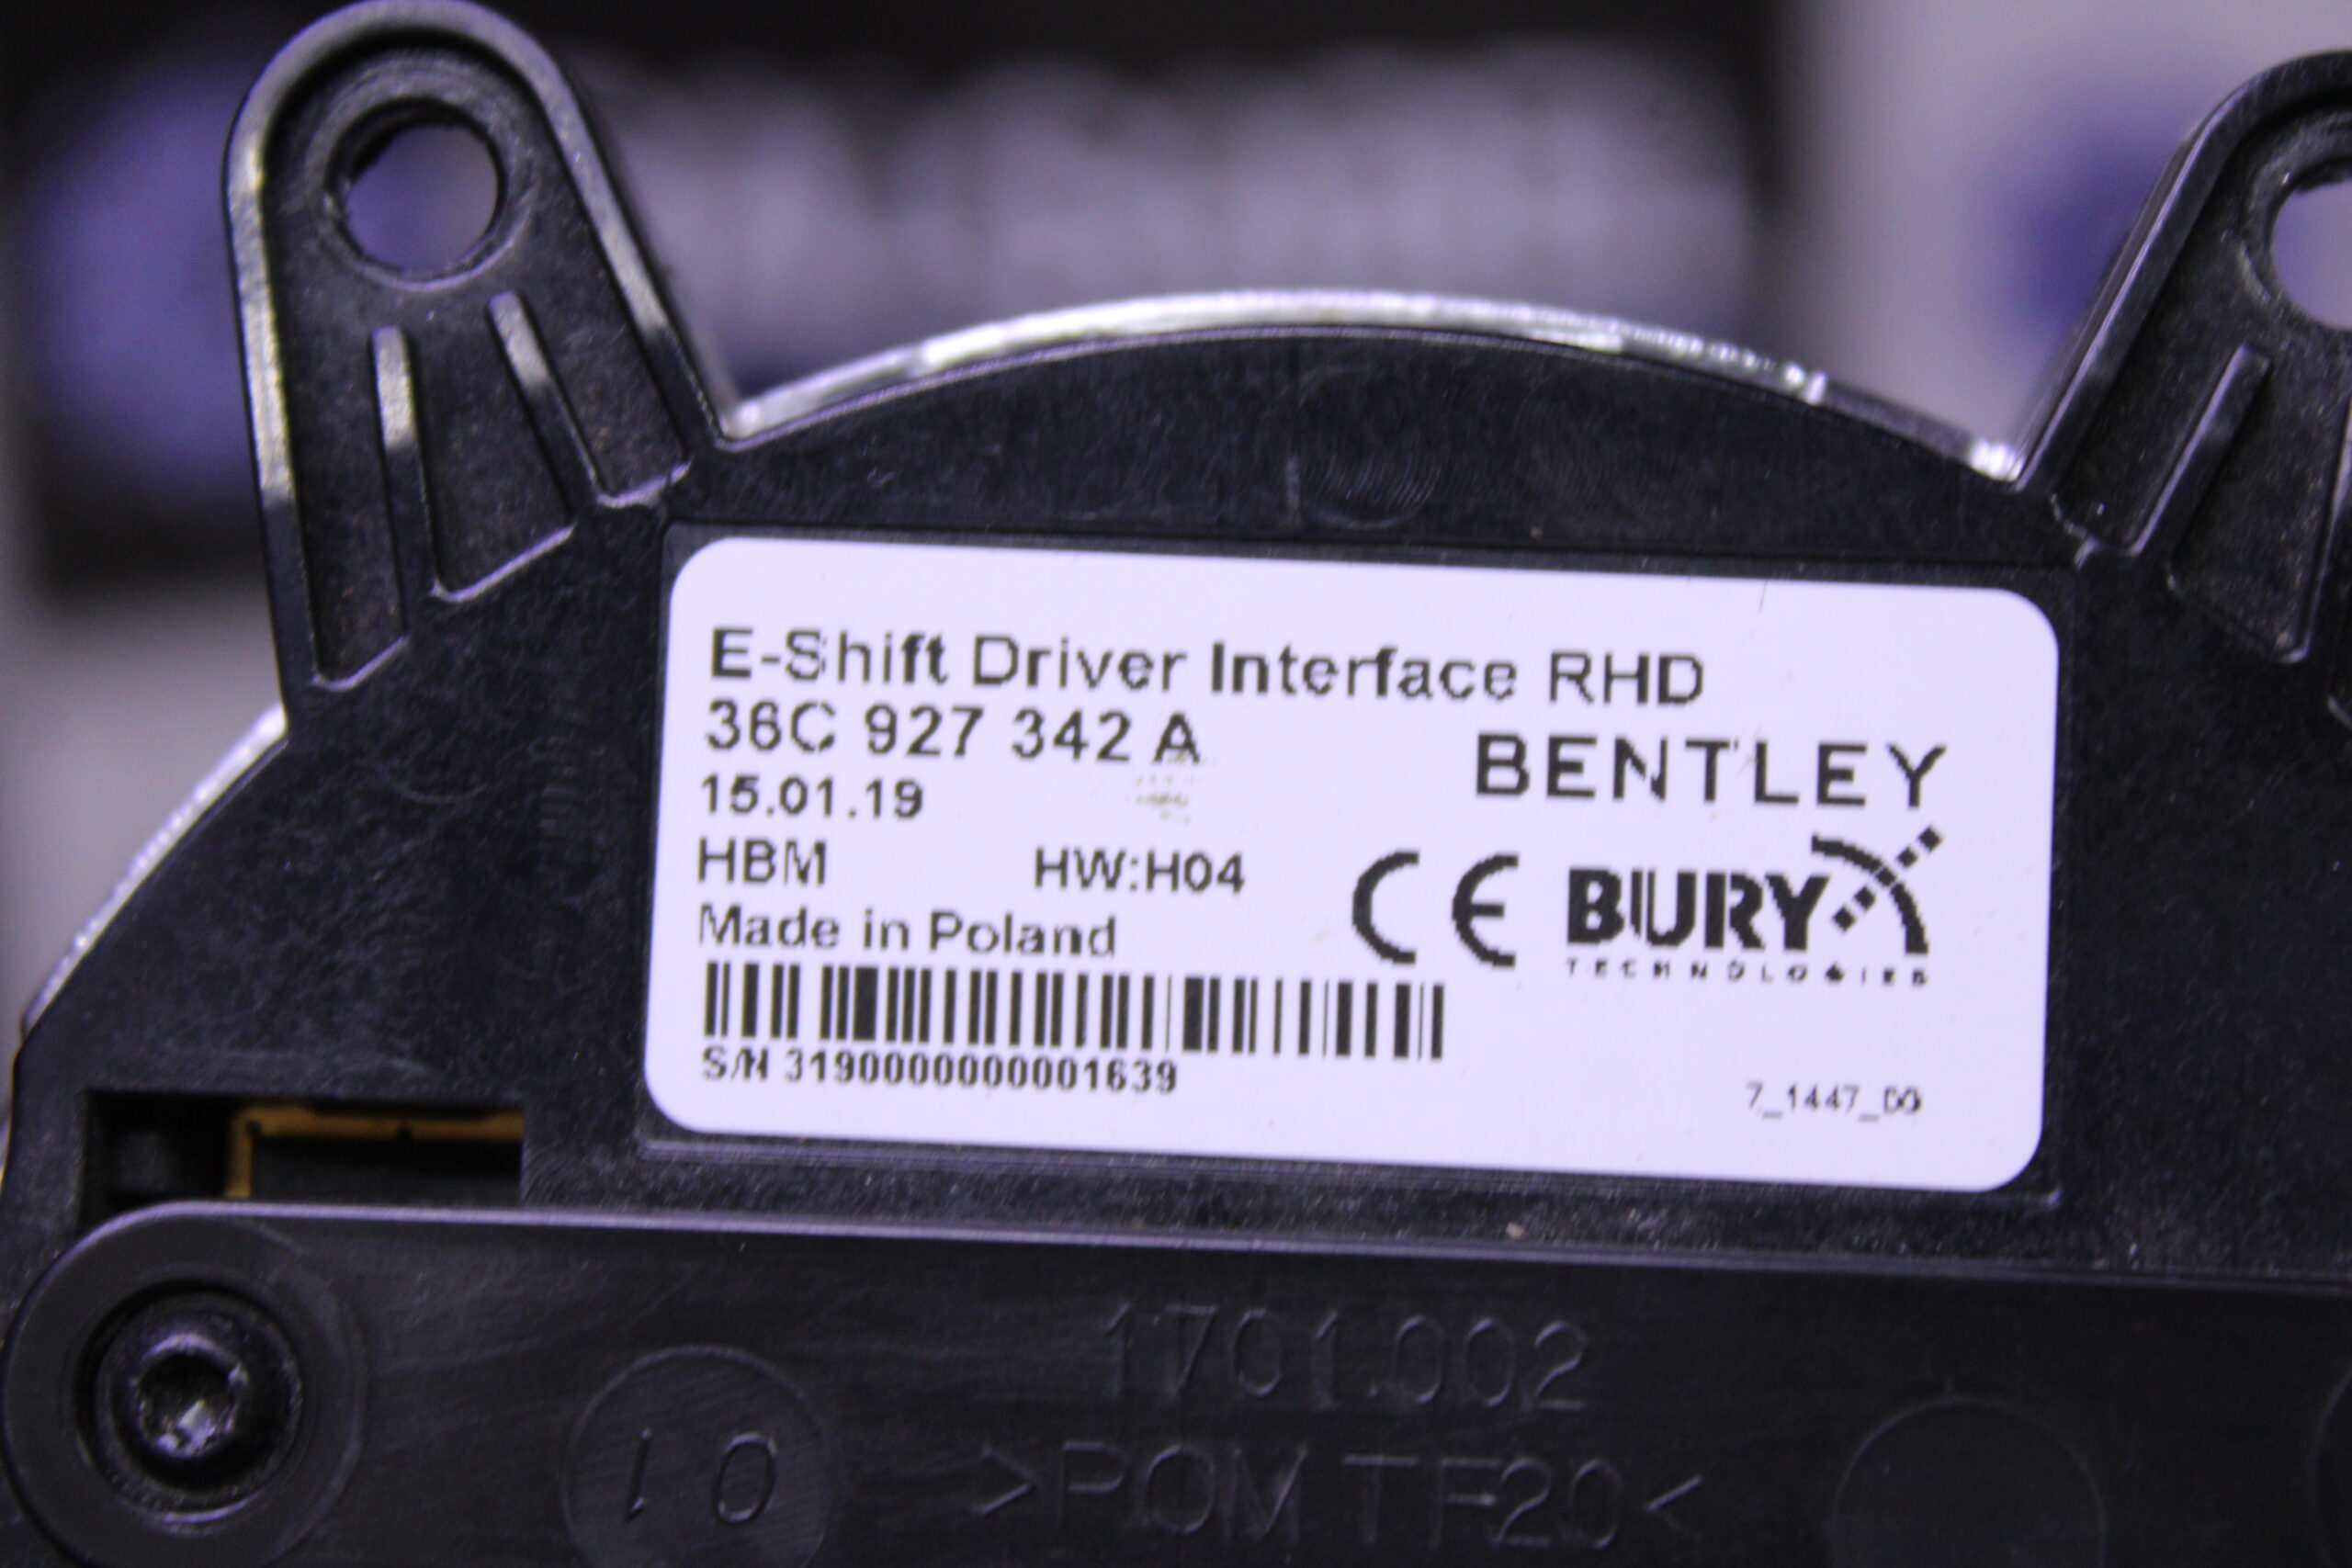 E-Shift Driver Interface RHD
36C 927 342 A
BENTLEY
15.01.19
HBM HW:H04
CE BURY
TECHNOLOGIES
Made in Poland
S/N 3190000000001639
1701.002
>POM TF20<